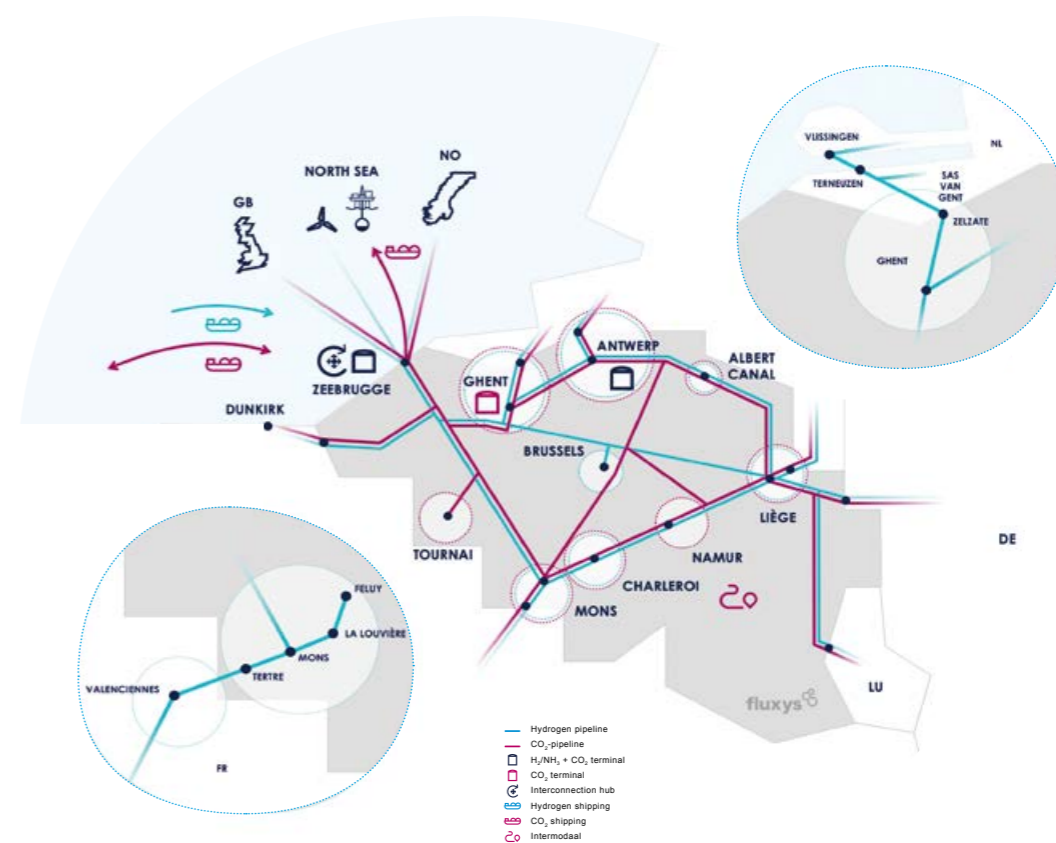 NORTH SEA
NO
GB
ZEEBRUGGE
DUNKIRK
GHENT
ANTWERP
ALBERT
CANAL
BRUSSELS
TOURNAI
LIÈGE
NAMUR
CHARLEROI
MONS
DE
LU
VLISSINGEN
NL
TERNEUZEN
SAS
VAN
GENT
ZELZATE
GHENT
FELUY
LA LOUVIÈRE
MONS
TERTRE
VALENCIENNES
FR
fluxys
Hydrogen pipeline
CO₂-pipeline
H₂/NH₃ + CO₂ terminal
CO₂ terminal
Interconnection hub
Hydrogen shipping
CO₂ shipping
Intermodaal